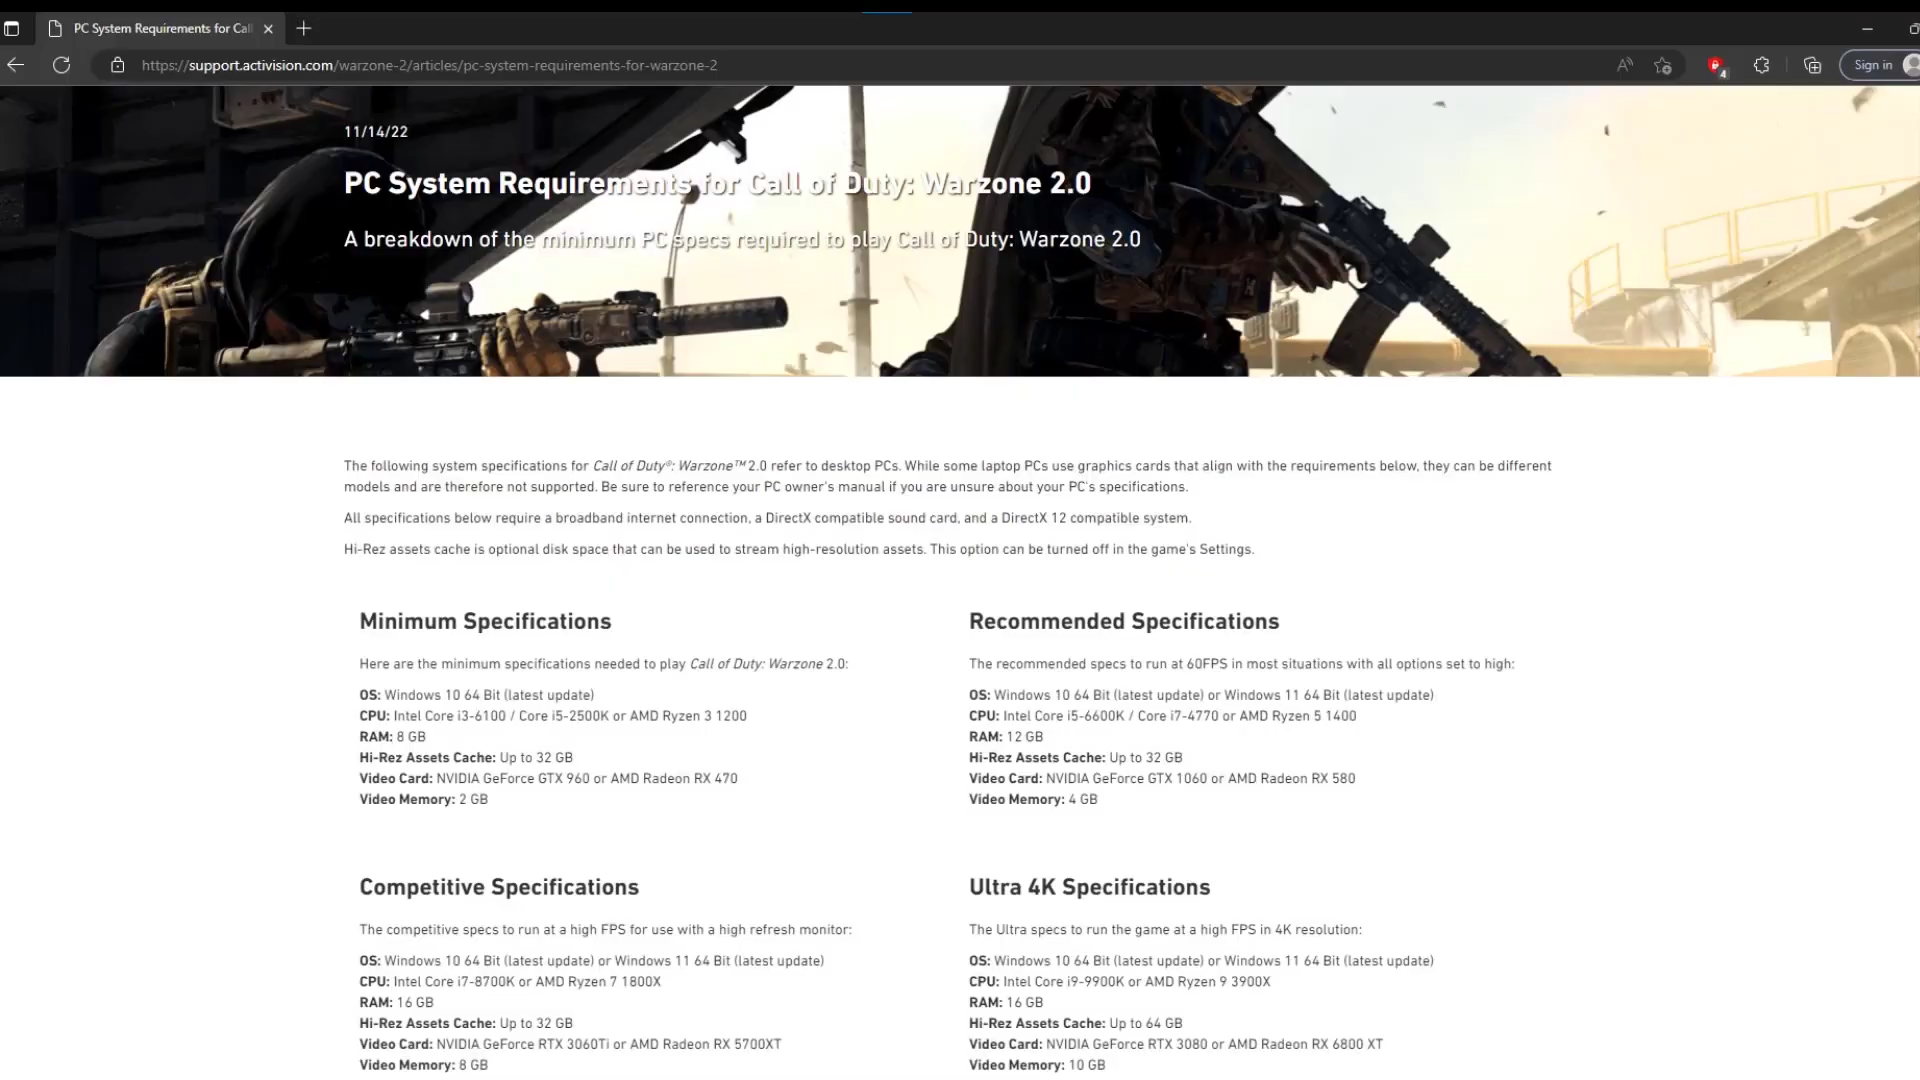 PC System Requirements for Cal
https://support.activision.com/warzone-2/articles/pc-system-requirements-for-warzone-2
4
Sign in
11/14/22
PC System Requirements for Call of Duty: Warzone 2.0
A breakdown of the minimum PC specs required to play Call of Duty: Warzone 2.0
The following system specifications for Call of Duty®: Warzone™ 2.0 refer to desktop PCs. While some laptop PCs use graphics cards that align with the requirements below, they can be different
models and are therefore not supported. Be sure to reference your PC owner's manual if you are unsure about your PC's specifications.
All specifications below require a broadband internet connection, a DirectX compatible sound card, and a DirectX 12 compatible system.
Hi-Rez assets cache is optional disk space that can be used to stream high-resolution assets. This option can be turned off in the game's Settings.
Minimum Specifications
Here are the minimum specifications needed to play Call of Duty: Warzone 2.0:
OS: Windows 10 64 Bit (latest update)
CPU: Intel Core i3-6100 / Core i5-2500K or AMD Ryzen 3 1200
RAM: 8 GB
Hi-Rez Assets Cache: Up to 32 GB
Video Card: NVIDIA GeForce GTX 960 or AMD Radeon RX 470
Video Memory: 2 GB
Recommended Specifications
The recommended specs to run at 60FPS in most situations with all options set to high:
OS: Windows 10 64 Bit (latest update) or Windows 11 64 Bit (latest update)
CPU: Intel Core i5-6600K / Core i7-4770 or AMD Ryzen 5 1400
RAM: 12 GB
Hi-Rez Assets Cache: Up to 32 GB
Video Card: NVIDIA GeForce GTX 1060 or AMD Radeon RX 580
Video Memory: 4 GB
Competitive Specifications
The competitive specs to run at a high FPS for use with a high refresh monitor:
OS: Windows 10 64 Bit (latest update) or Windows 11 64 Bit (latest update)
CPU: Intel Core i7-8700K or AMD Ryzen 7 1800X
RAM: 16 GB
Hi-Rez Assets Cache: Up to 32 GB
Video Card: NVIDIA GeForce RTX 3060Ti or AMD Radeon RX 5700XT
Video Memory: 8 GB
Ultra 4K Specifications
The Ultra specs to run the game at a high FPS in 4K resolution:
OS: Windows 10 64 Bit (latest update) or Windows 11 64 Bit (latest update)
CPU: Intel Core i9-9900K or AMD Ryzen 9 3900X
RAM: 16 GB
Hi-Rez Assets Cache: Up to 64 GB
Video Card: NVIDIA GeForce RTX 3080 or AMD Radeon RX 6800 XT
Video Memory: 10 GB